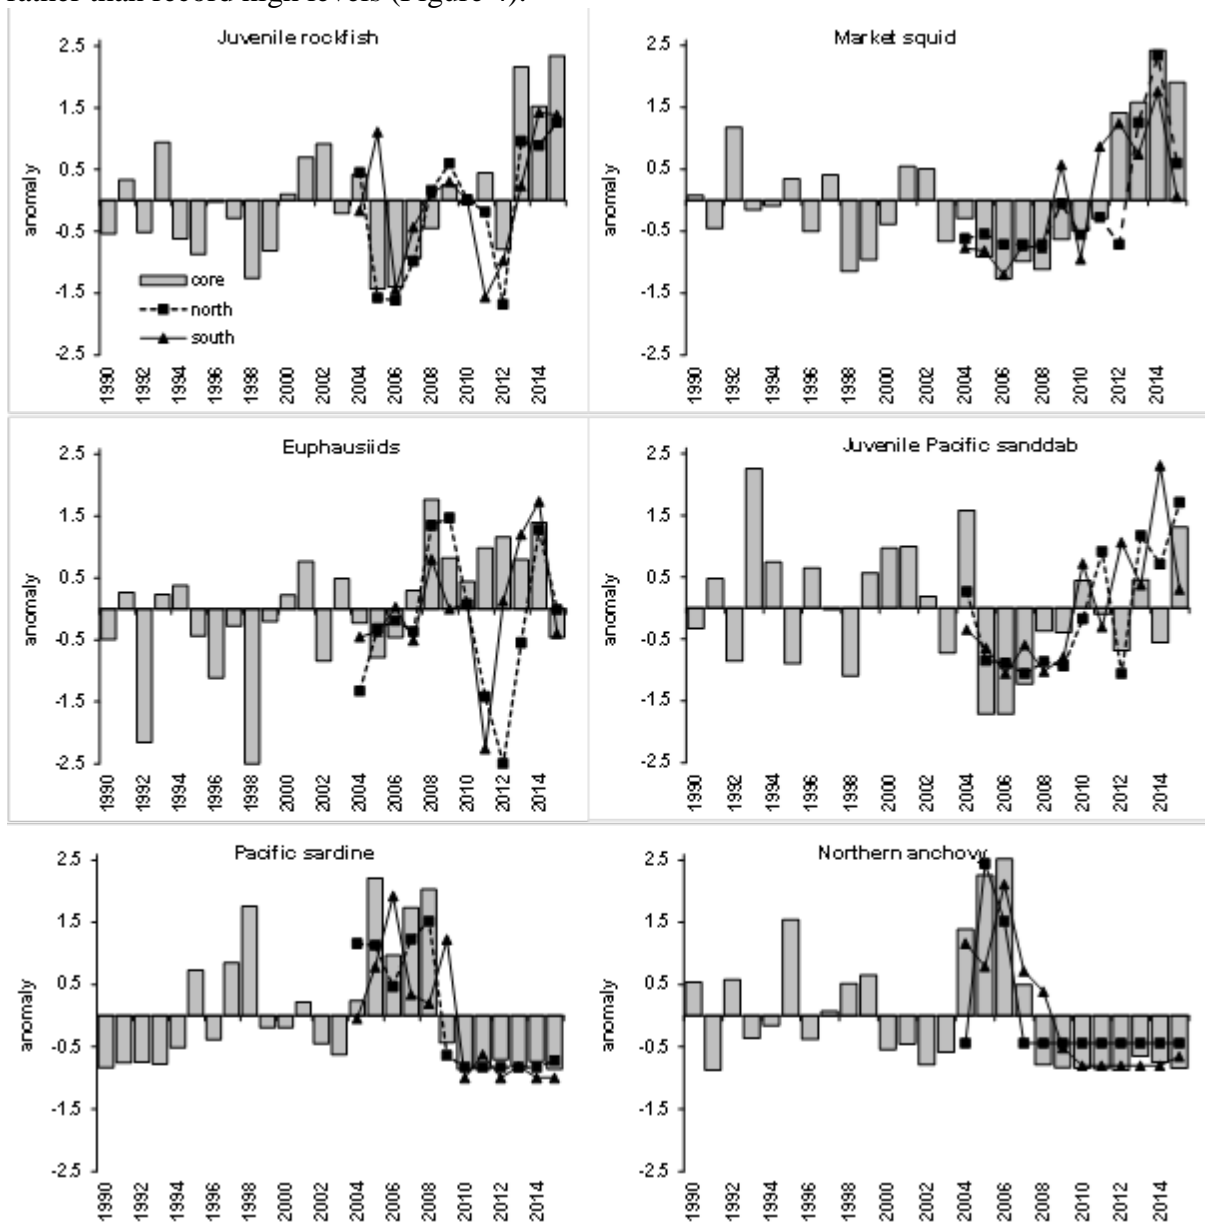 rather than record high levels (Figure 4).
Juvenile rockfish
2.5
1.5
0.5
-0.5
-1.5
-2.5
anomaly
core
north
south
1990 1992 1994 1996 1998 2000 2002 2004 2006 2008 2010 2012 2014
Market squid
2.5
1.5
0.5
-0.5
-1.5
-2.5
anomaly
1990 1992 1994 1996 1998 2000 2002 2004 2006 2008 2010 2012 2014
Euphausiids
2.5
1.5
0.5
-0.5
-1.5
-2.5
anomaly
1990 1992 1994 1996 1998 2000 2002 2004 2006 2008 2010 2012 2014
Juvenile Pacific sanddab
2.5
1.5
0.5
-0.5
-1.5
-2.5
anomaly
1990 1992 1994 1996 1998 2000 2002 2004 2006 2008 2010 2012 2014
Pacific sardine
2.5
1.5
0.5
-0.5
-1.5
-2.5
anomaly
1990 1992 1994 1996 1998 2000 2002 2004 2006 2008 2010 2012 2014
Northern anchovy
2.5
1.5
0.5
-0.5
-1.5
-2.5
anomaly
1990 1992 1994 1996 1998 2000 2002 2004 2006 2008 2010 2012 2014